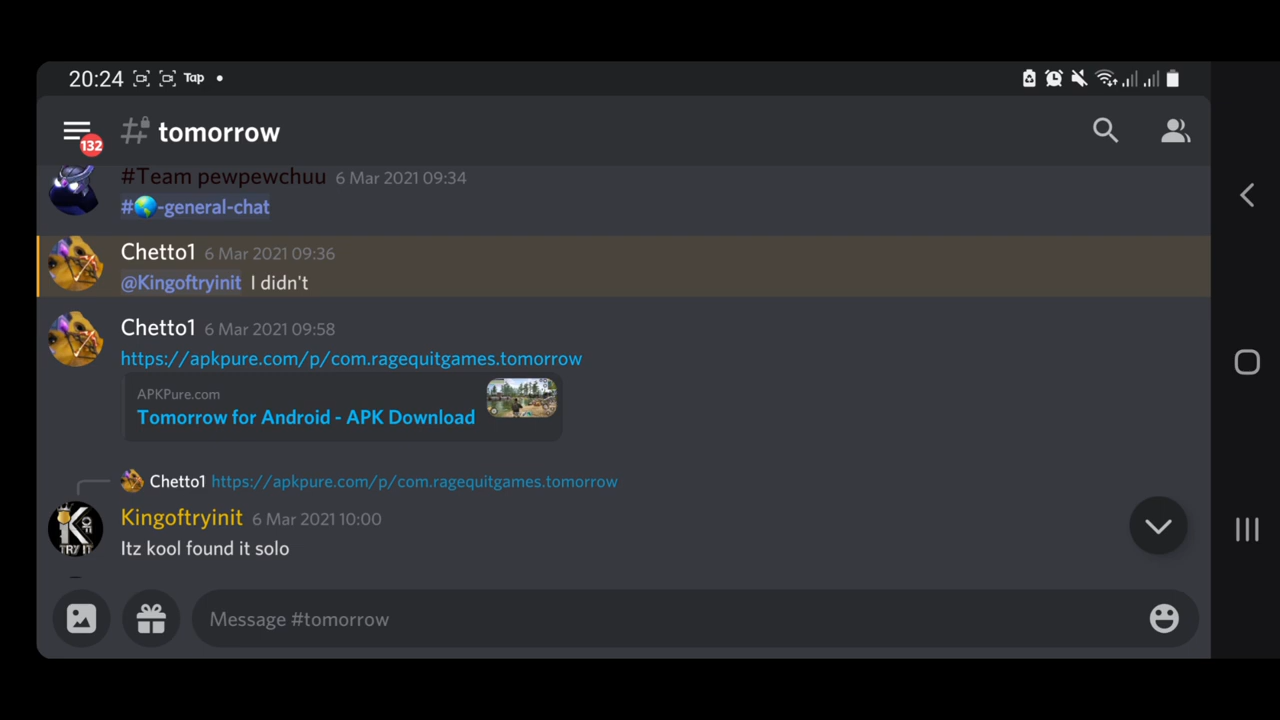 20:24 Tap
132
tomorrow
#Team pewpewchuu 6 Mar 2021 09:34
#🌎-general-chat
Chetto1 6 Mar 2021 09:36
@Kingoftryinit I didn't
Chetto1 6 Mar 2021 09:58
https://apkpure.com/p/com.ragequitgames.tomorrow
APKPure.com
Tomorrow for Android - APK Download
Chetto1 https://apkpure.com/p/com.ragequitgames.tomorrow
K OF TRY IT
Kingoftryinit 6 Mar 2021 10:00
Itz kool found it solo
Message #tomorrow